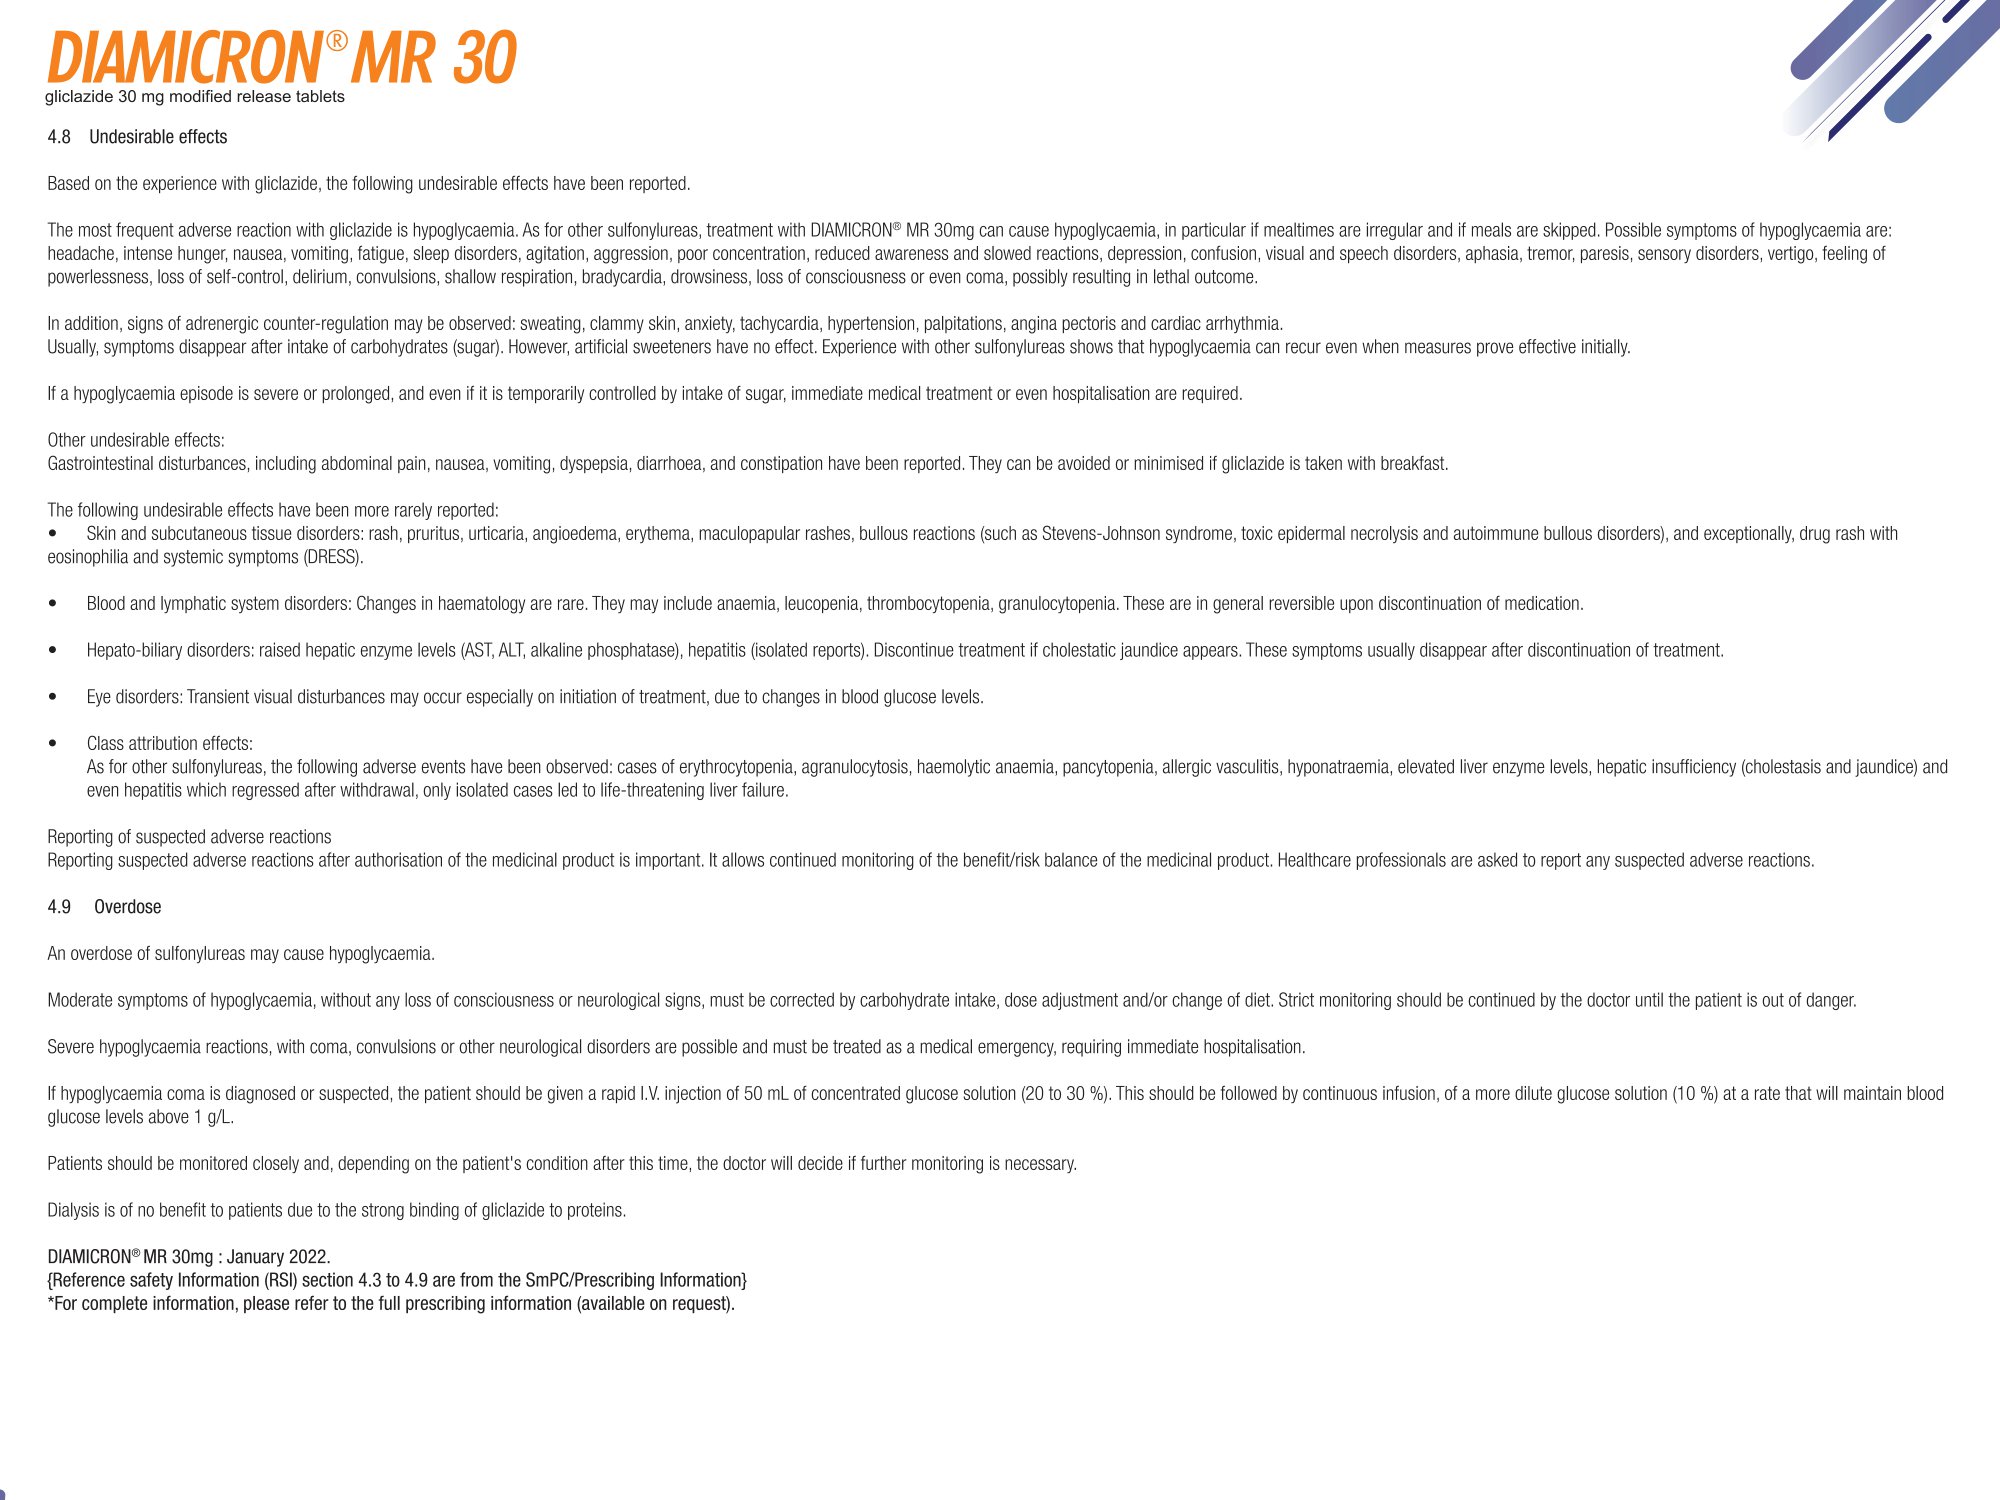 DIAMICRON® MR 30
gliclazide 30 mg modified release tablets
4.8 Undesirable effects
Based on the experience with gliclazide, the following undesirable effects have been reported.
The most frequent adverse reaction with gliclazide is hypoglycaemia. As for other sulfonylureas, treatment with DIAMICRON® MR 30mg can cause hypoglycaemia, in particular if mealtimes are irregular and if meals are skipped. Possible symptoms of hypoglycaemia are:
headache, intense hunger, nausea, vomiting, fatigue, sleep disorders, agitation, aggression, poor concentration, reduced awareness and slowed reactions, depression, confusion, visual and speech disorders, aphasia, tremor, paresis, sensory disorders, vertigo, feeling of
powerlessness, loss of self-control, delirium, convulsions, shallow respiration, bradycardia, drowsiness, loss of consciousness or even coma, possibly resulting in lethal outcome.
In addition, signs of adrenergic counter-regulation may be observed: sweating, clammy skin, anxiety, tachycardia, hypertension, palpitations, angina pectoris and cardiac arrhythmia.
Usually, symptoms disappear after intake of carbohydrates (sugar). However, artificial sweeteners have no effect. Experience with other sulfonylureas shows that hypoglycaemia can recur even when measures prove effective initially.
If a hypoglycaemia episode is severe or prolonged, and even if it is temporarily controlled by intake of sugar, immediate medical treatment or even hospitalisation are required.
Other undesirable effects:
Gastrointestinal disturbances, including abdominal pain, nausea, vomiting, dyspepsia, diarrhoea, and constipation have been reported. They can be avoided or minimised if gliclazide is taken with breakfast.
The following undesirable effects have been more rarely reported:
• Skin and subcutaneous tissue disorders: rash, pruritus, urticaria, angioedema, erythema, maculopapular rashes, bullous reactions (such as Stevens-Johnson syndrome, toxic epidermal necrolysis and autoimmune bullous disorders), and exceptionally, drug rash with
eosinophilia and systemic symptoms (DRESS).
• Blood and lymphatic system disorders: Changes in haematology are rare. They may include anaemia, leucopenia, thrombocytopenia, granulocytopenia. These are in general reversible upon discontinuation of medication.
• Hepato-biliary disorders: raised hepatic enzyme levels (AST, ALT, alkaline phosphatase), hepatitis (isolated reports). Discontinue treatment if cholestatic jaundice appears. These symptoms usually disappear after discontinuation of treatment.
• Eye disorders: Transient visual disturbances may occur especially on initiation of treatment, due to changes in blood glucose levels.
• Class attribution effects:
As for other sulfonylureas, the following adverse events have been observed: cases of erythrocytopenia, agranulocytosis, haemolytic anaemia, pancytopenia, allergic vasculitis, hyponatraemia, elevated liver enzyme levels, hepatic insufficiency (cholestasis and jaundice) and
even hepatitis which regressed after withdrawal, only isolated cases led to life-threatening liver failure.
Reporting of suspected adverse reactions
Reporting suspected adverse reactions after authorisation of the medicinal product is important. It allows continued monitoring of the benefit/risk balance of the medicinal product. Healthcare professionals are asked to report any suspected adverse reactions.
4.9 Overdose
An overdose of sulfonylureas may cause hypoglycaemia.
Moderate symptoms of hypoglycaemia, without any loss of consciousness or neurological signs, must be corrected by carbohydrate intake, dose adjustment and/or change of diet. Strict monitoring should be continued by the doctor until the patient is out of danger.
Severe hypoglycaemia reactions, with coma, convulsions or other neurological disorders are possible and must be treated as a medical emergency, requiring immediate hospitalisation.
If hypoglycaemia coma is diagnosed or suspected, the patient should be given a rapid I.V. injection of 50 mL of concentrated glucose solution (20 to 30 %). This should be followed by continuous infusion, of a more dilute glucose solution (10 %) at a rate that will maintain blood
glucose levels above 1 g/L.
Patients should be monitored closely and, depending on the patient's condition after this time, the doctor will decide if further monitoring is necessary.
Dialysis is of no benefit to patients due to the strong binding of gliclazide to proteins.
DIAMICRON® MR 30mg : January 2022.
{Reference safety Information (RSI) section 4.3 to 4.9 are from the SmPC/Prescribing Information}
*For complete information, please refer to the full prescribing information (available on request).